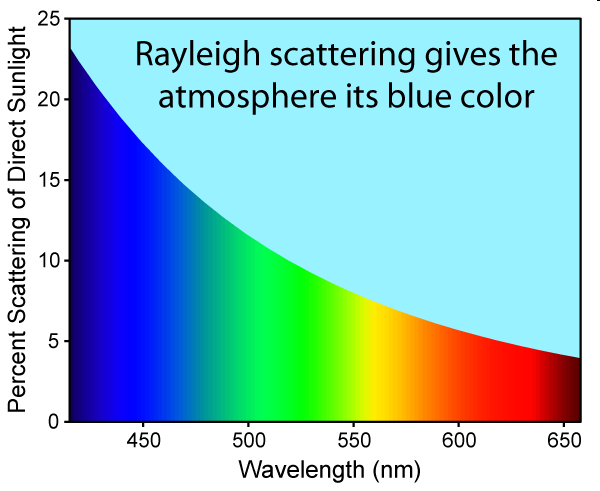 Rayleigh scattering gives the
atmosphere its blue color
Percent Scattering of Direct Sunlight
25
20
15
10
5
0
450
500
550
600
650
Wavelength (nm)